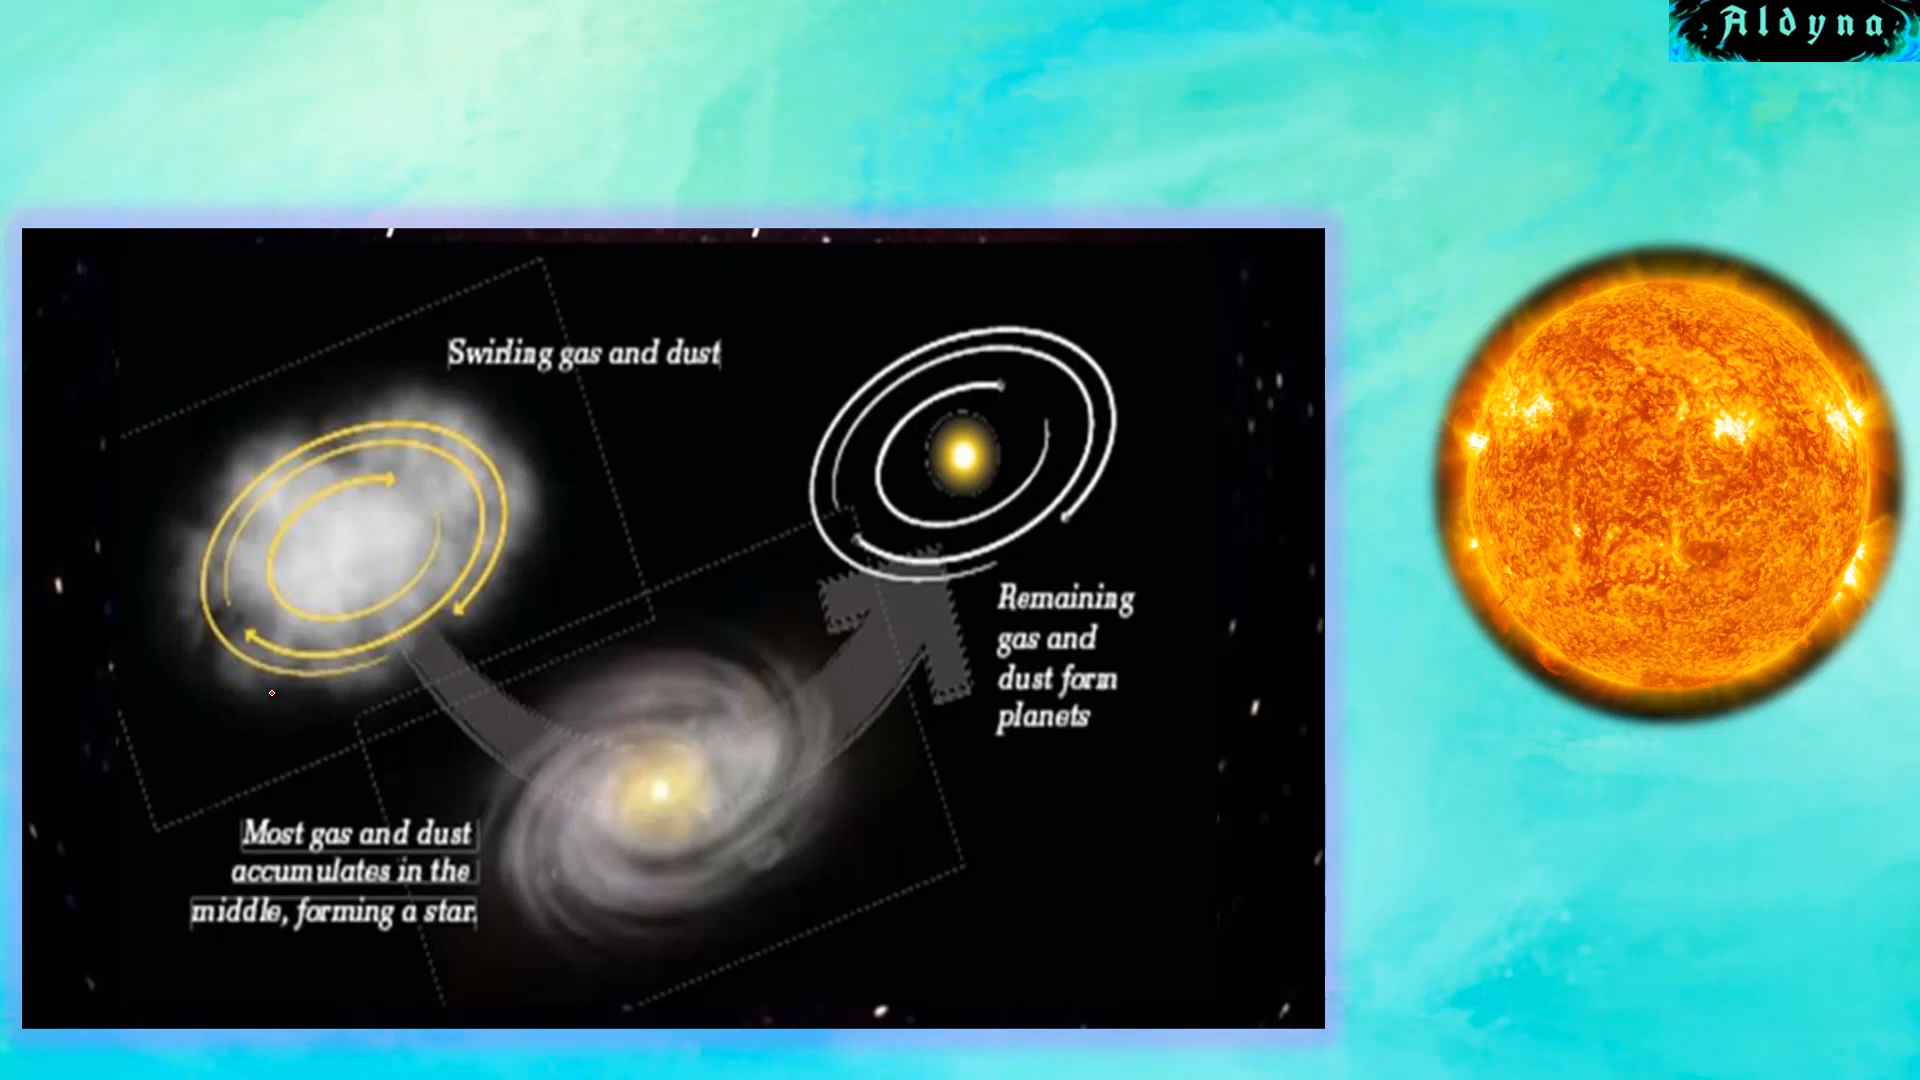 Aldyna
Swirling gas and dust
Remaining
gas and
dust form
planets
Most gas and dust
accumulates in the
middle, forming a star.